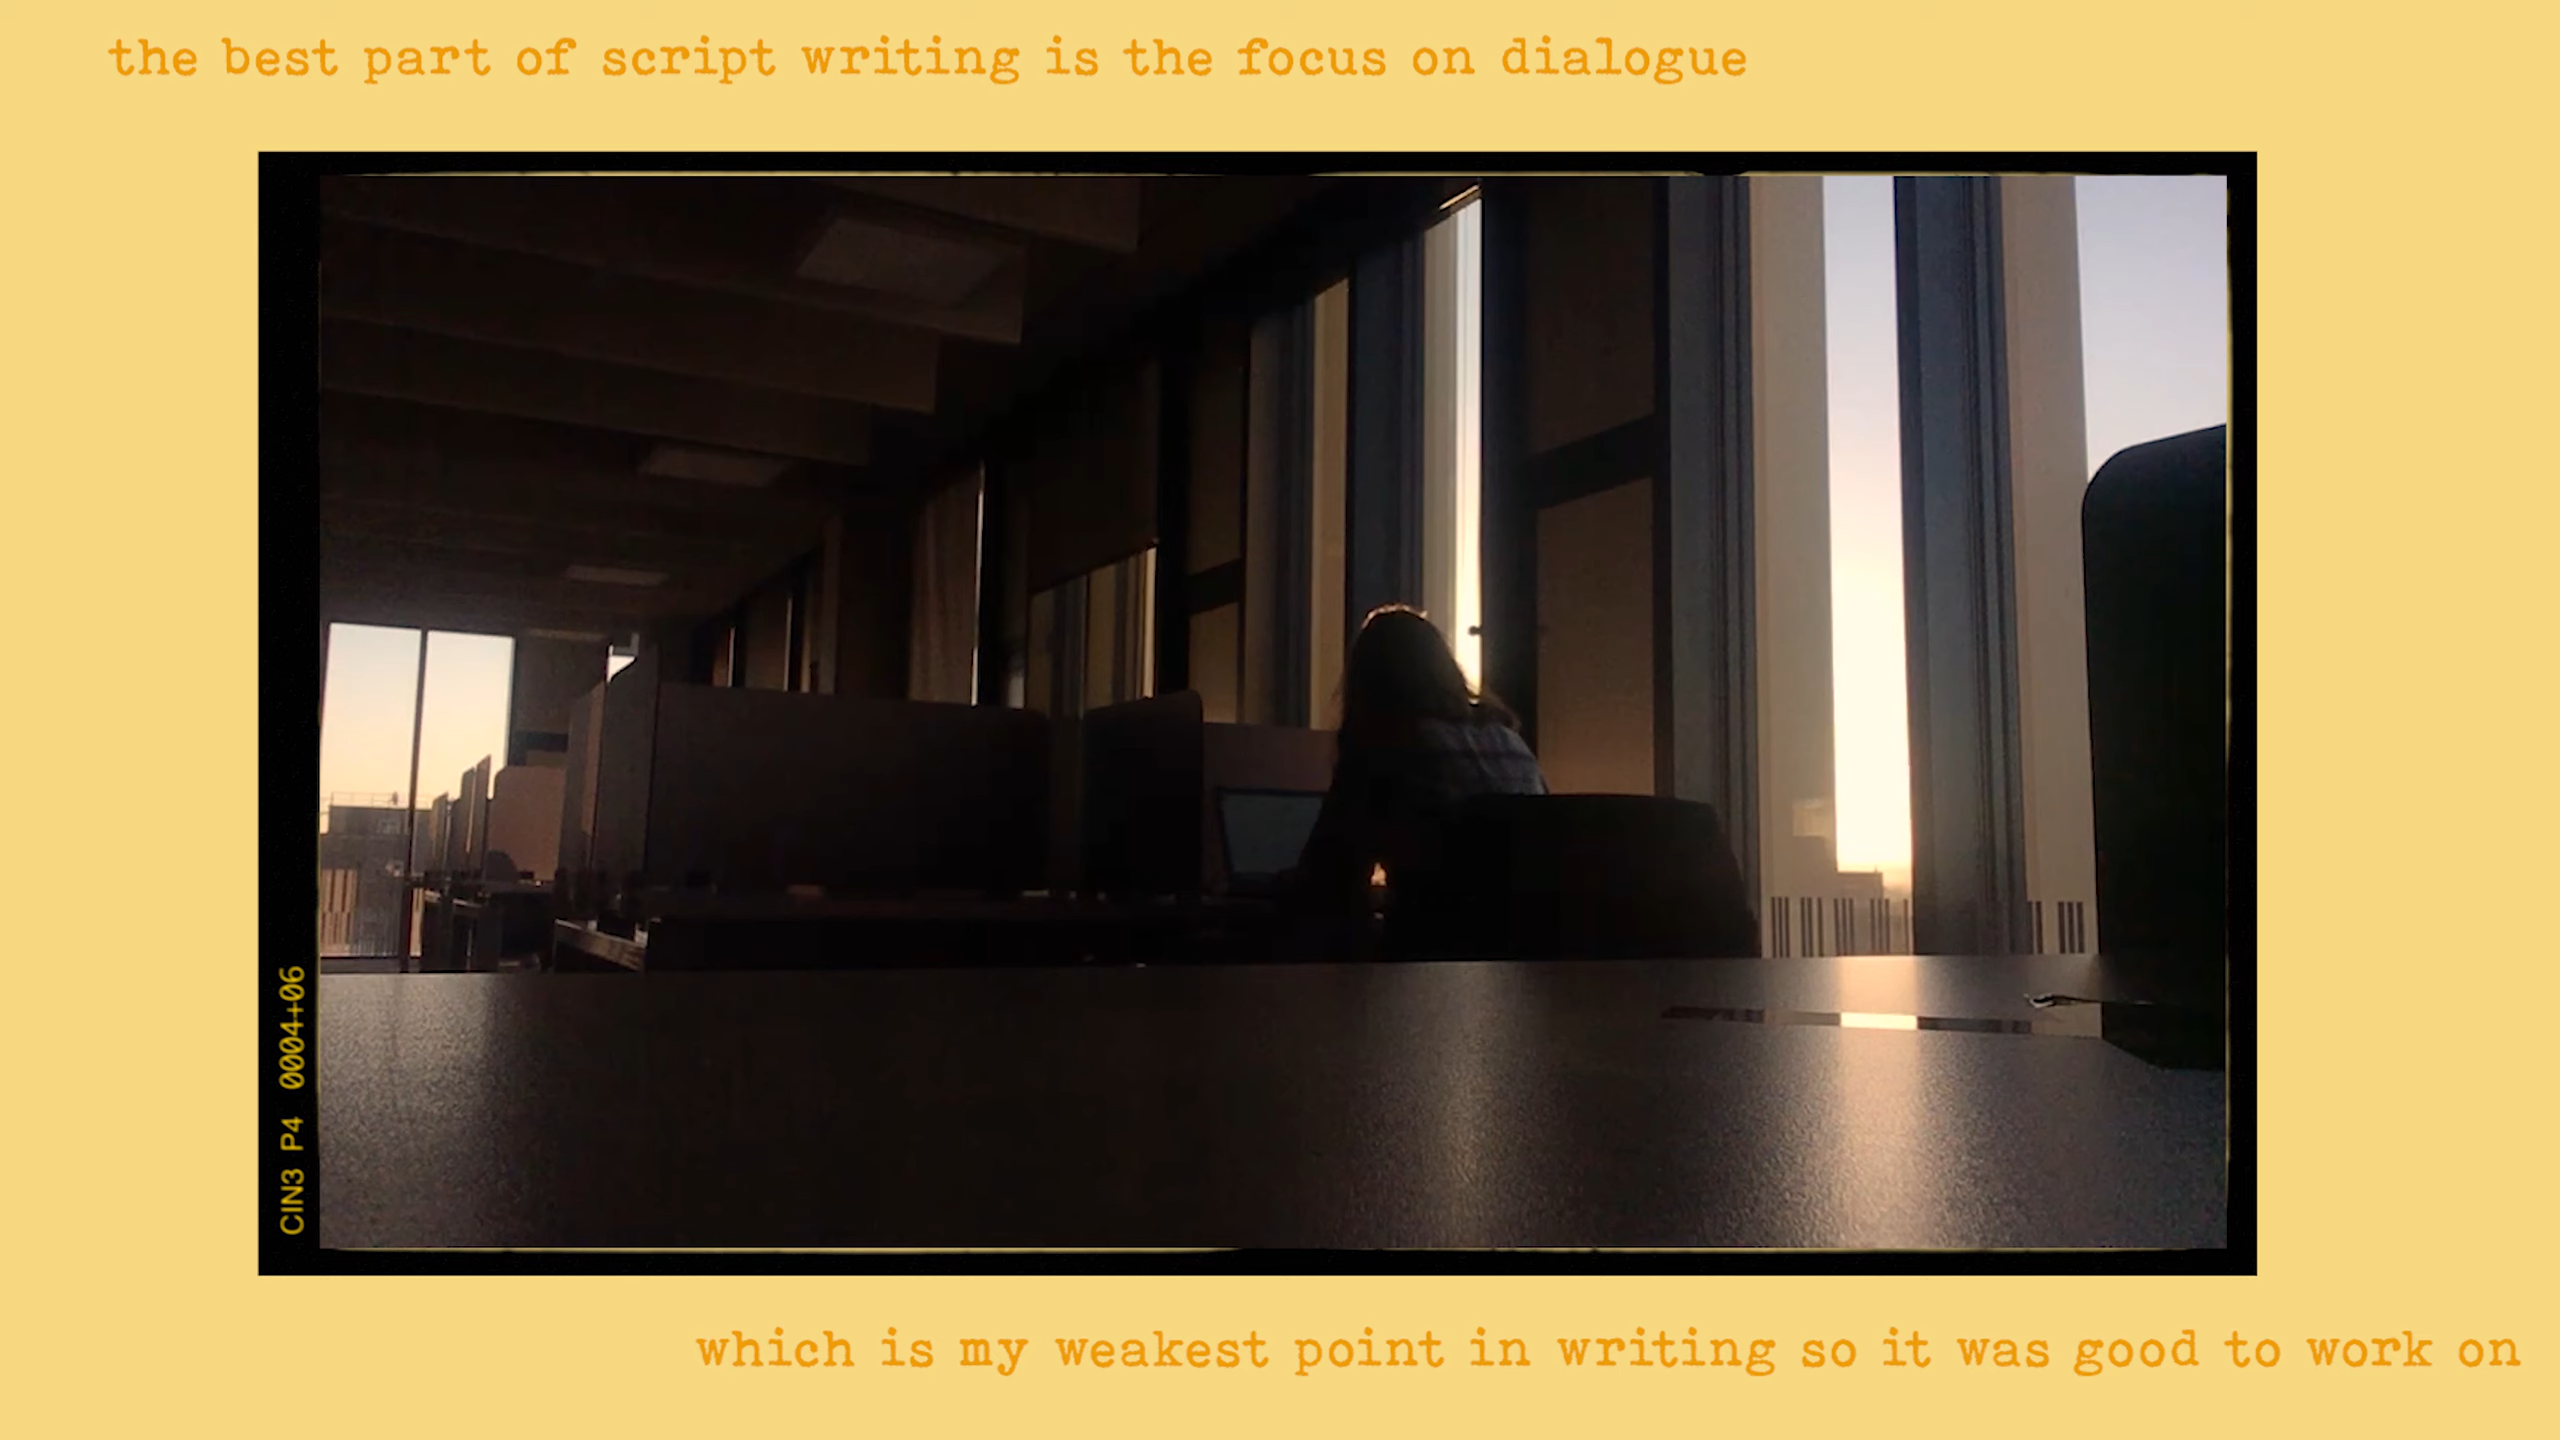 the best part of script writing is the focus on dialogue
CIN3 P4 0004+06
which is my weakest point in writing so it was good to work on